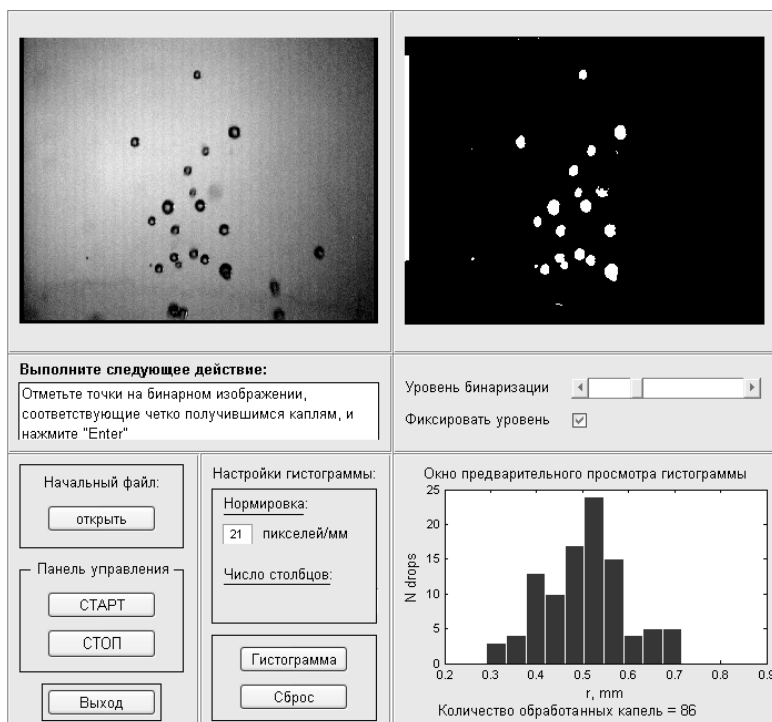 Выполните следующее действие:
Отметьте точки на бинарном изображении,
соответствующие четко получившимся каплям, и
нажмите "Enter"
Уровень бинаризации
Фиксировать уровень
Начальный файл:
открыть
Панель управления
СТАРТ
СТОП
Выход
Настройки гистограммы:
Нормировка:
21 пикселей/мм
Число столбцов:
Гистограмма
Сброс
Окно предварительного просмотра гистограммы
25
20
15
10
5
0
N drops
0.2 0.3 0.4 0.5 0.6 0.7 0.8 0.9
r, mm
Количество обработанных капель = 86